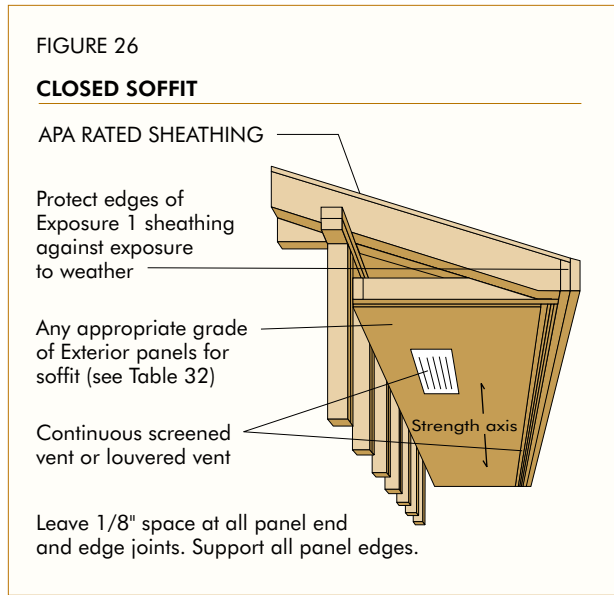 FIGURE 26
CLOSED SOFFIT
APA RATED SHEATHING
Protect edges of
Exposure 1 sheathing
against exposure
to weather
Any appropriate grade
of Exterior panels for
soffit (see Table 32)
Strength axis
Continuous screened
vent or louvered vent
Leave 1/8" space at all panel end
and edge joints. Support all panel edges.